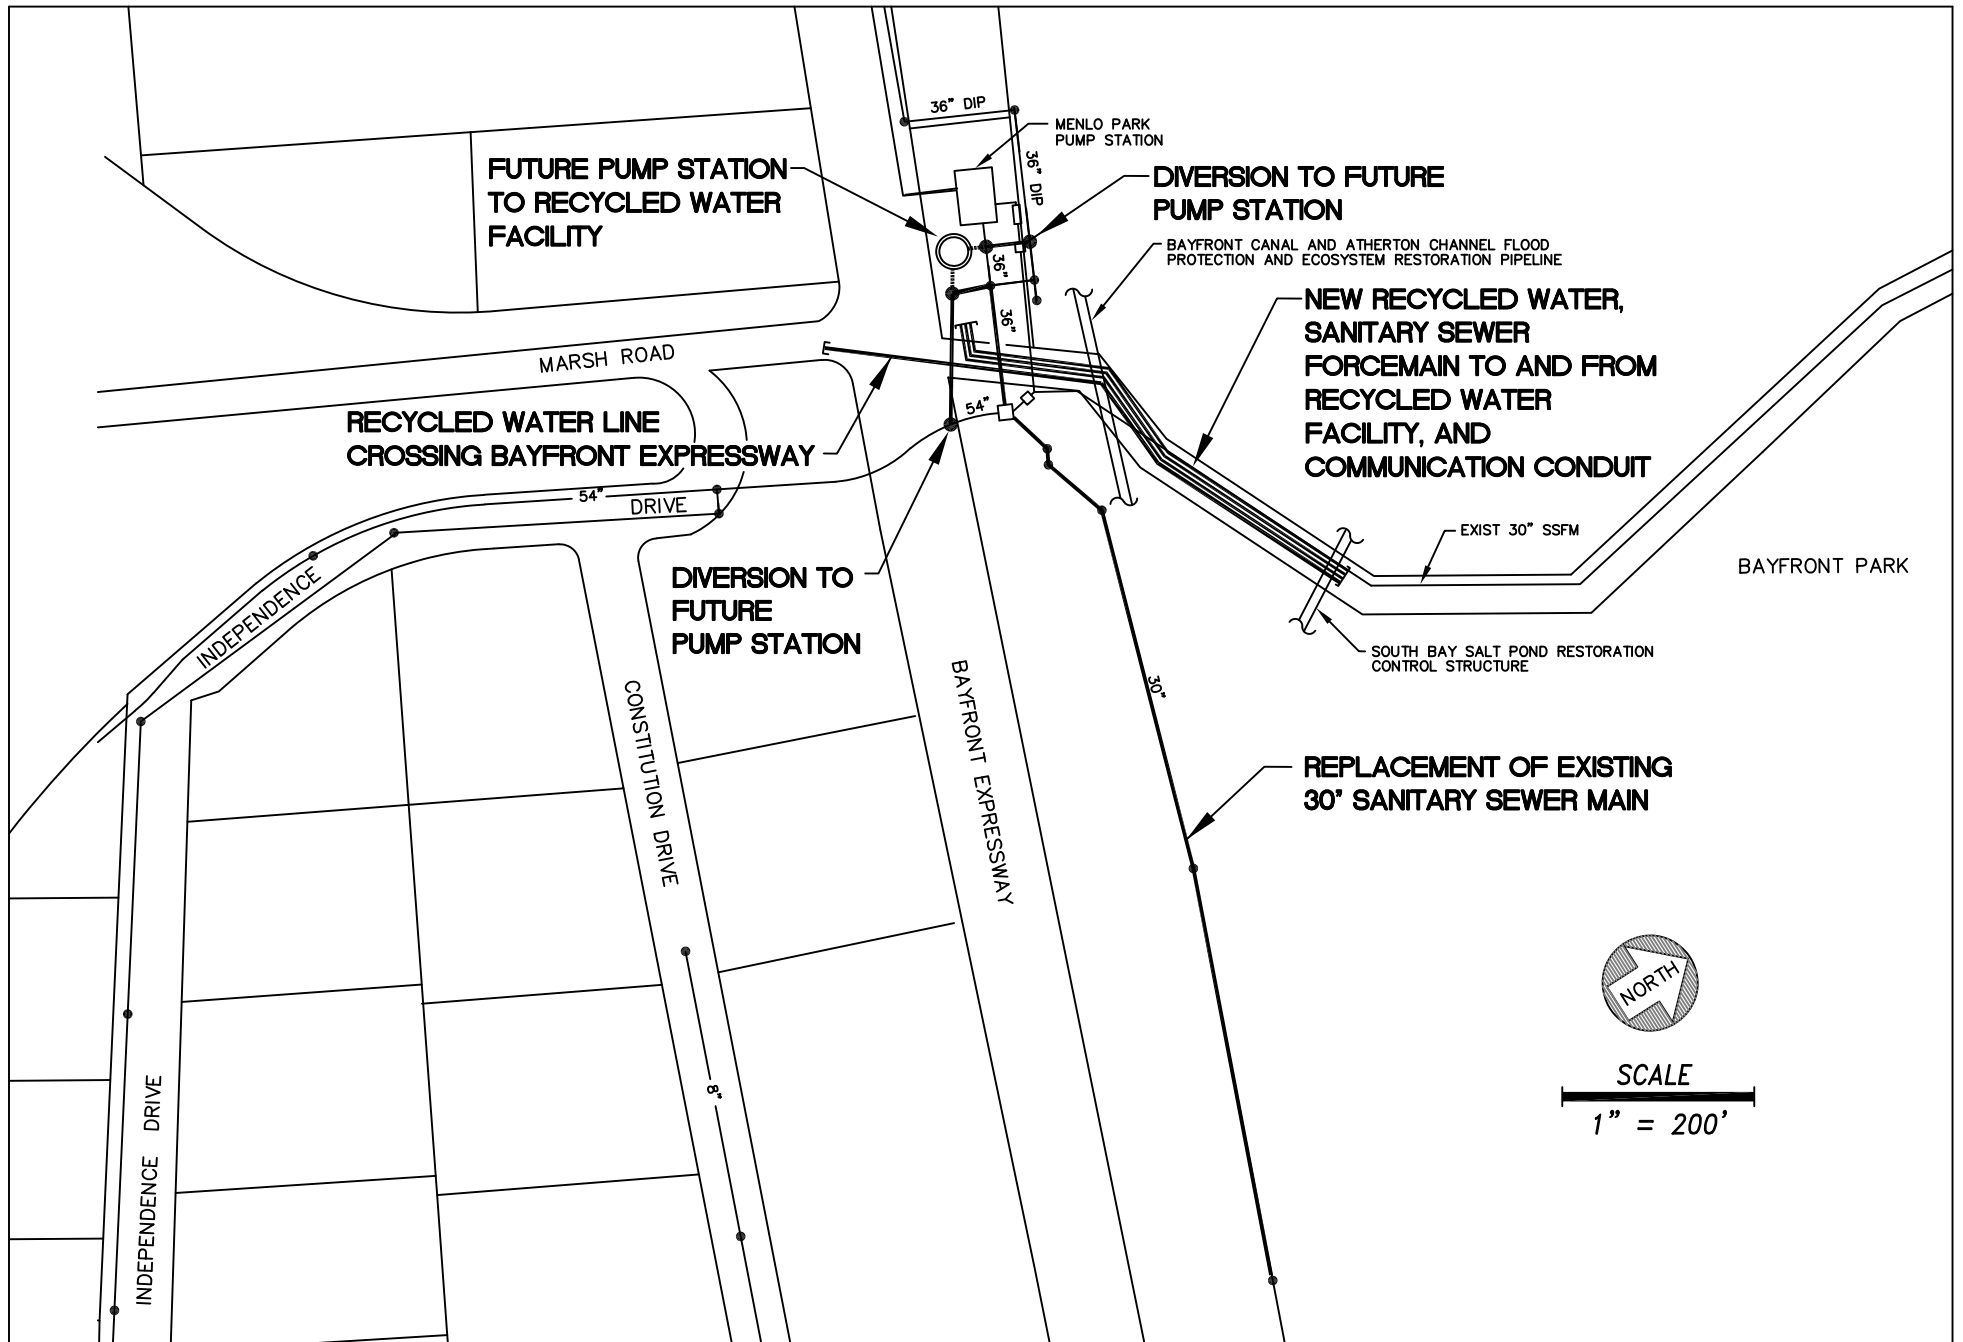 36" DIP
MENLO PARK
PUMP STATION
36" DIP
FUTURE PUMP STATION
TO RECYCLED WATER
FACILITY
DIVERSION TO FUTURE
PUMP STATION
BAYFRONT CANAL AND ATHERTON CHANNEL FLOOD
PROTECTION AND ECOSYSTEM RESTORATION PIPELINE
36"
36"
NEW RECYCLED WATER,
SANITARY SEWER
FORCEMAIN TO AND FROM
RECYCLED WATER
FACILITY, AND
COMMUNICATION CONDUIT
MARSH ROAD
RECYCLED WATER LINE
CROSSING BAYFRONT EXPRESSWAY
54"
54"
DRIVE
INDEPENDENCE
EXIST 30" SSFM
BAYFRONT PARK
DIVERSION TO
FUTURE
PUMP STATION
SOUTH BAY SALT POND RESTORATION
CONTROL STRUCTURE
30"
CONSTITUTION DRIVE
BAYFRONT EXPRESSWAY
REPLACEMENT OF EXISTING
30" SANITARY SEWER MAIN
NORTH
SCALE
1" = 200'
8"
INDEPENDENCE DRIVE